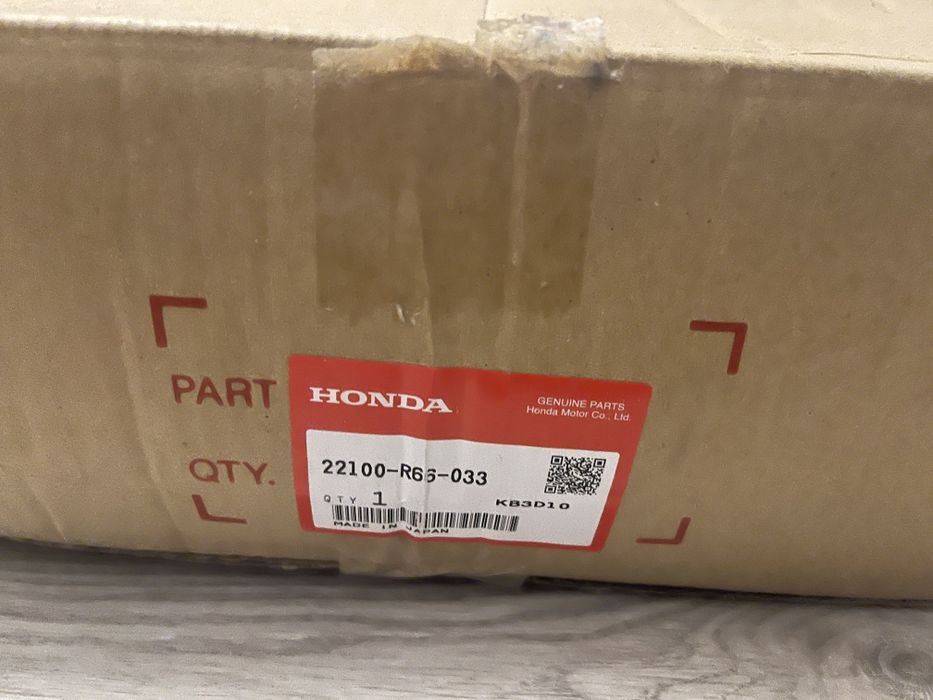 PART
QTY.
HONDA
GENUINE PARTS
Honda Motor Co., Ltd.
22100-R66-033
QTY 1
KB3D10
MADE IN JAPAN